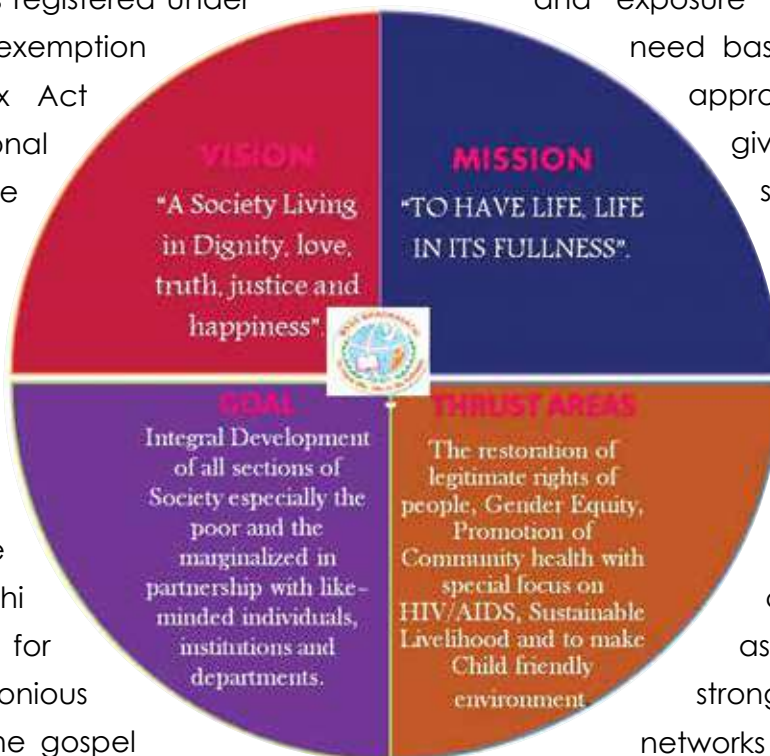 s registered under
exemption
x Act
onal
e
and exposure
need bas
appro
giv
s
VISION
"A Society Living
in Dignity, love,
truth, justice and
happiness".
MISSION
"TO HAVE LIFE, LIFE
IN ITS FULLNESS".
GOAL
Integral Development
of all sections of
Society especially the
poor and the
marginalized in
partnership with like-
minded individuals,
institutions and
departments.
THRUST AREAS
The restoration of
legitimate rights of
people, Gender Equity,
Promotion of
Community health with
special focus on
HIV/AIDS, Sustainable
Livelihood and to make
Child friendly
environment
e
hi
for
onious
ne gospel
as
strong
networks